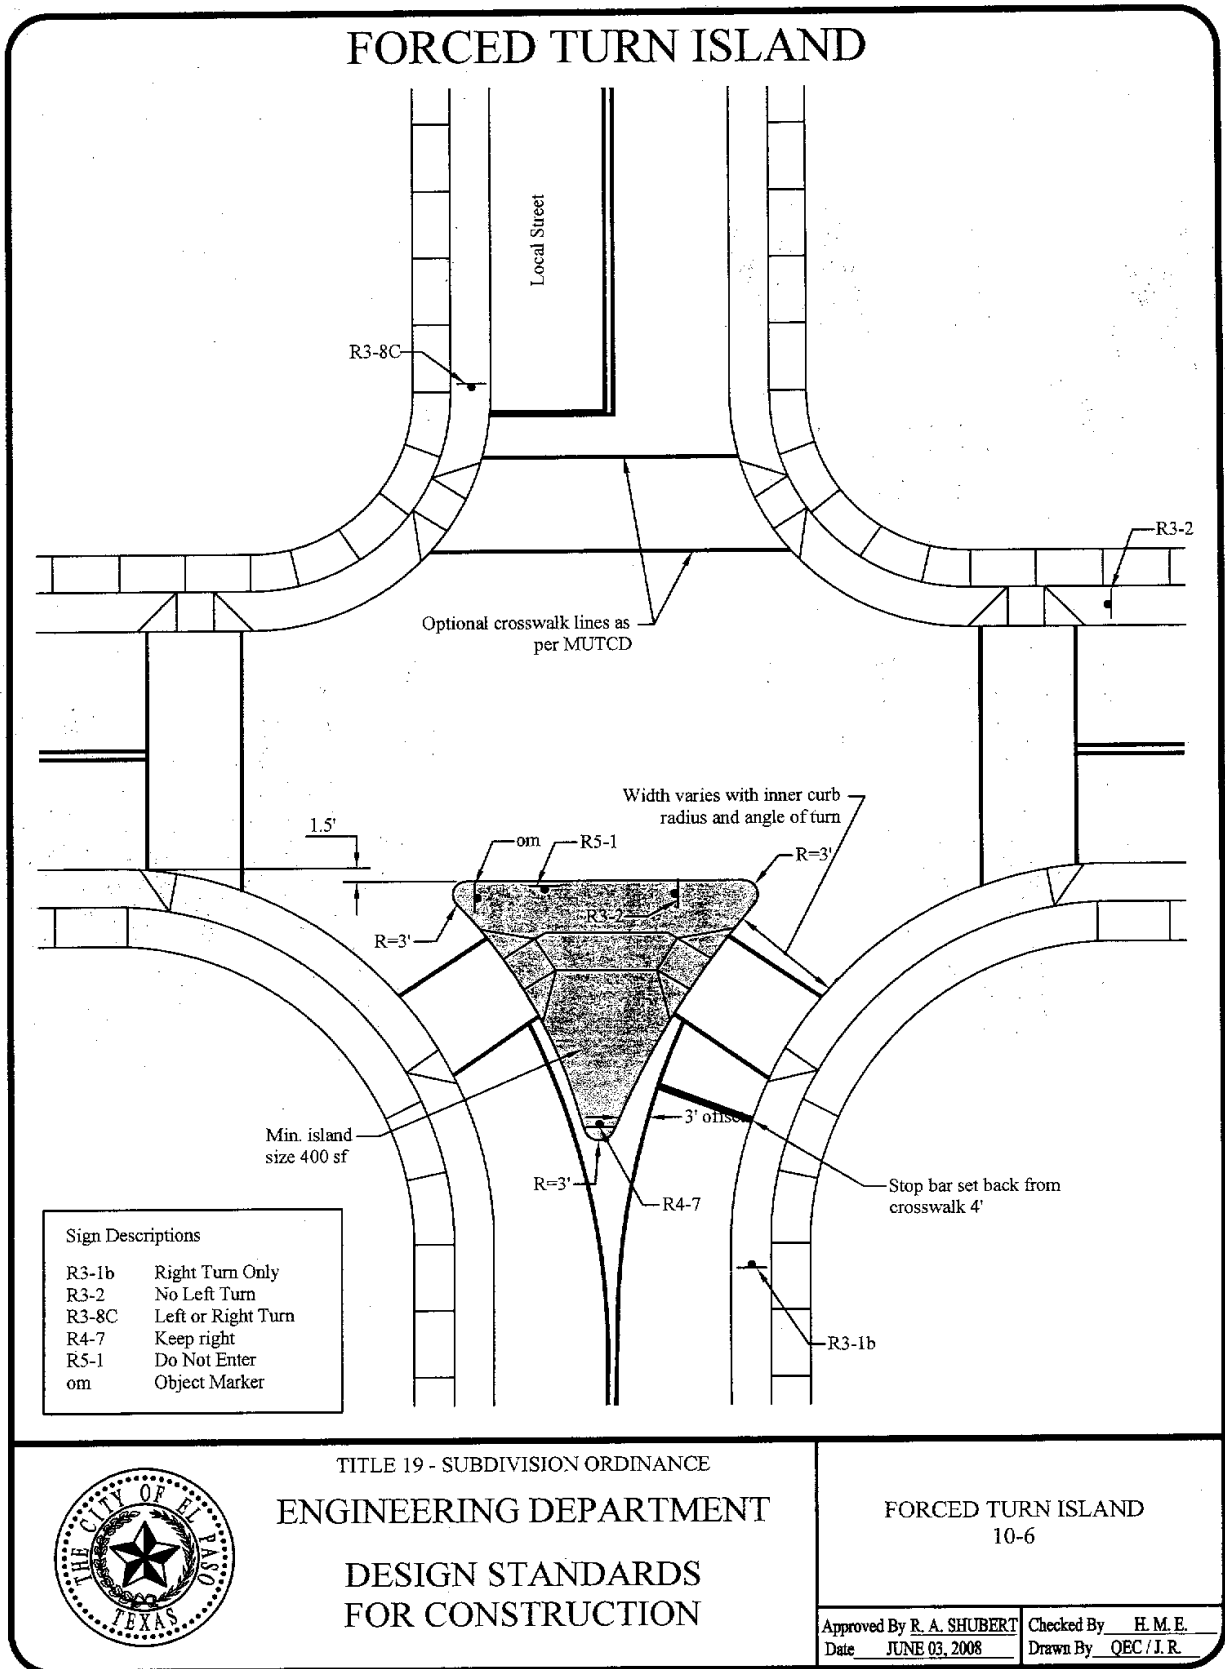 FORCED TURN ISLAND
Local Street
R3-8C
R3-2
Optional crosswalk lines as
per MUTCD
Width varies with inner curb
radius and angle of turn
1.5'
om
R5-1
R=3'
R3-2
R=3'
3' offset
Min. island
size 400 sf
R=3'
R4-7
Stop bar set back from
crosswalk 4'
R3-1b
Sign Descriptions
R3-1b Right Turn Only
R3-2 No Left Turn
R3-8C Left or Right Turn
R4-7 Keep right
R5-1 Do Not Enter
om Object Marker
THE CITY OF EL PASO
TEXAS
TITLE 19 - SUBDIVISION ORDINANCE
ENGINEERING DEPARTMENT
DESIGN STANDARDS
FOR CONSTRUCTION
FORCED TURN ISLAND
10-6
Approved By R. A. SHUBERT
Date JUNE 03, 2008
Checked By H. M. E.
Drawn By QEC / J. R.